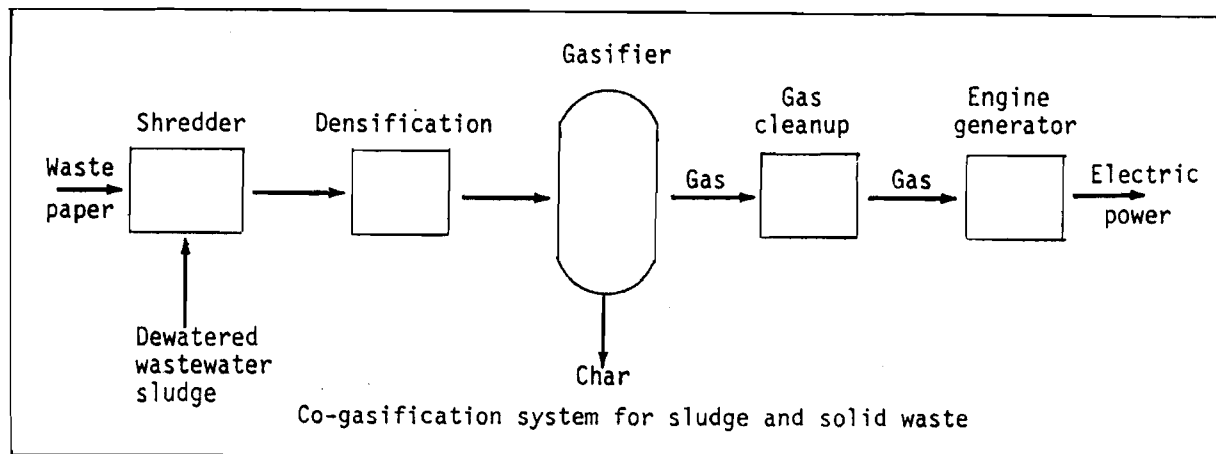 Gasifier
Shredder
Densification
Gas
cleanup
Engine
generator
Waste
paper
Gas
Gas
Electric
power
Dewatered
wastewater
sludge
Char
Co-gasification system for sludge and solid waste